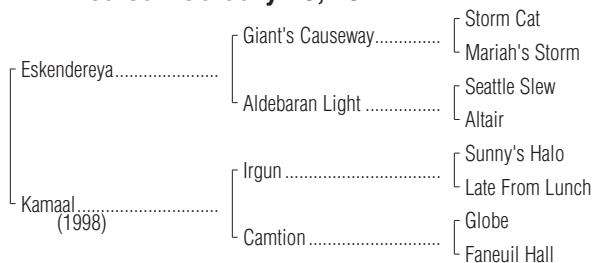 Giant's Causeway
Storm Cat
Mariah's Storm
Eskendereya
Aldebaran Light
Seattle Slew
Altair
Irgun
Sunny's Halo
Late From Lunch
Kamaal
(1998)
Camtion
Globe
Faneuil Hall